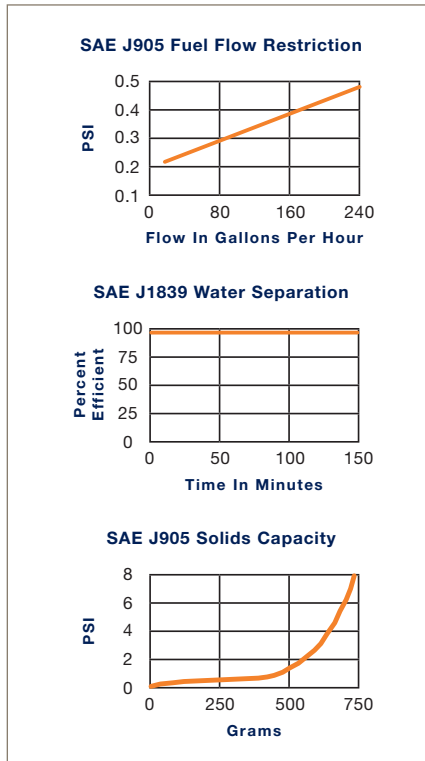 SAE J905 Fuel Flow Restriction
0.5
0.4
0.3
0.2
0.1
PSI
0 80 160 240
Flow In Gallons Per Hour
SAE J1839 Water Separation
100
75
50
25
0
Percent
Efficient
0 50 100 150
Time In Minutes
SAE J905 Solids Capacity
8
6
4
2
0
PSI
0 250 500 750
Grams